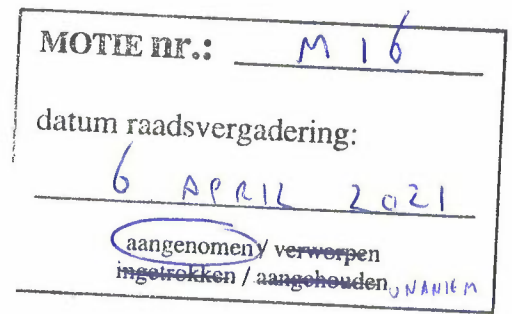 MOTIE nr.: M 16
datum raadsvergadering:
6 APRIL 2021
aangenomen / verworpen
ingetrokken / aangehouden UNANIEM